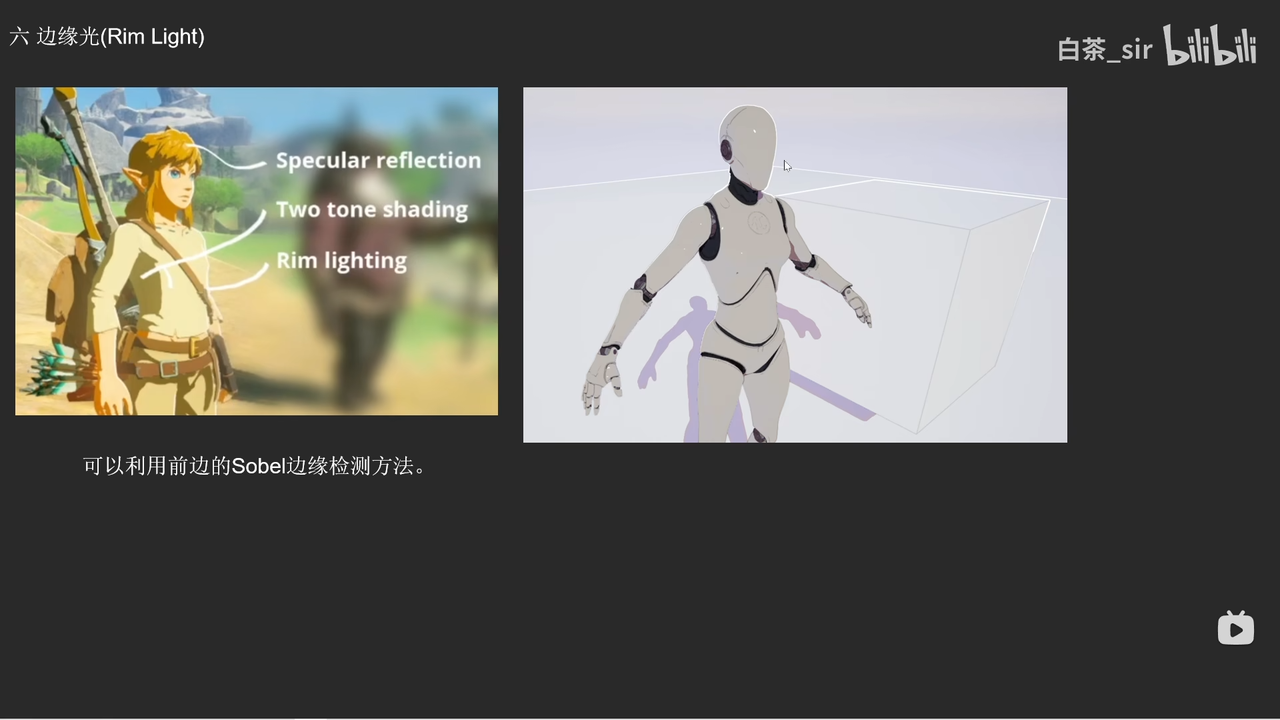 六 边缘光(Rim Light)
白茶_sir bilibili
Specular reflection
Two tone shading
Rim lighting
可以利用前边的Sobel边缘检测方法。